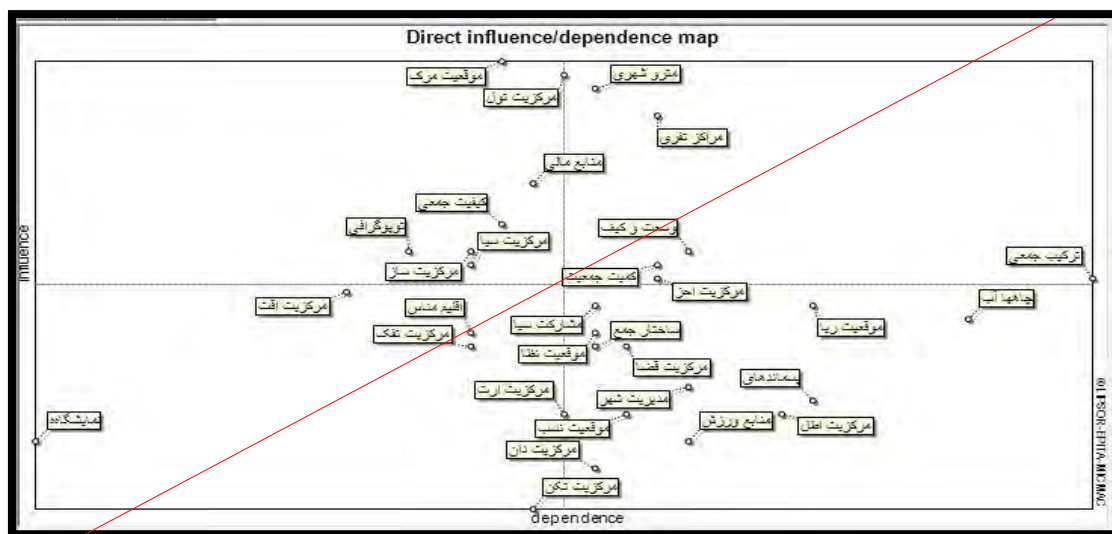 Direct influence/dependence map
موقعیت مرک
مترو شهری
مرکزیت تول
مراکز تفری
منابع مالی
کیفیت جمعی
توپوگرافی
مرکزیت سیا
وسعت و کیف
مرکزیت ساز
ترکیب جمعی
کمیت جمعیت
مرکزیت احز
مرکزیت اقت
چاهها آب
اقلیم مناس
مشارکت سیا
موقعیت ریا
مرکزیت تفک
ساختار جمع
موقعیت نفتا
مرکزیت قضا
پسماندهای
مرکزیت ارت
مدیریت شهر
نمایشگاه
موقعیت نسب
منابع ورزش
مرکزیت اطل
مرکزیت دان
مرکزیت تکن
influence
dependence
©LIPSOR-EPITA-MICMAC